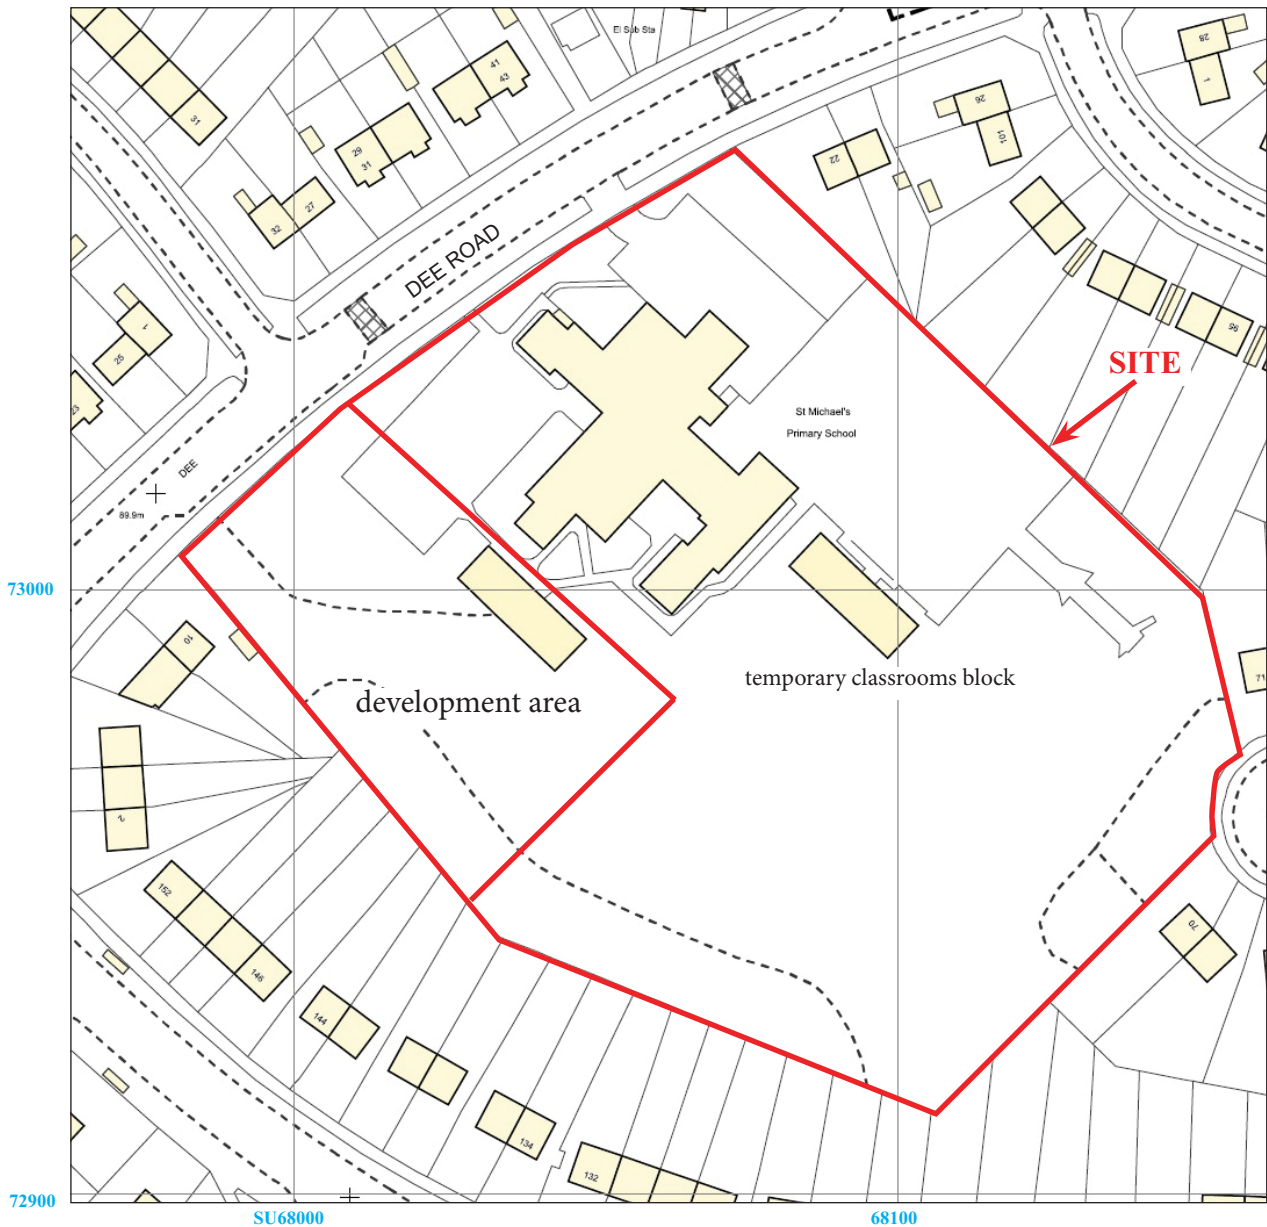 El Sub Sta
28
1
41
43
31
29
31
26
101
22
27
32
DEE ROAD
1
25
95
SITE
23
St Michael's
Primary School
DEE
89.9m
73000
10
71
temporary classrooms block
development area
2
152
70
146
144
134
132
72900
SU68000
68100